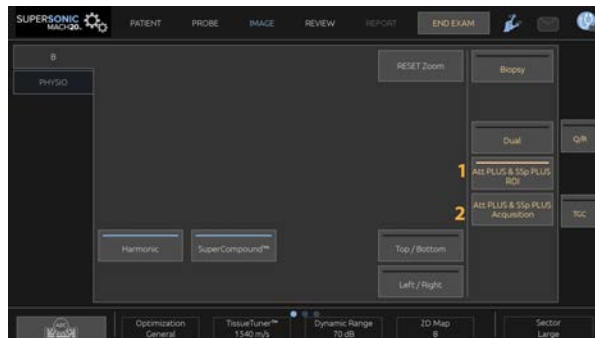 SUPERSONIC
MACH20.
PATIENT
PROBE
IMAGE
REVIEW
REPORT
END EXAM
B
PHYSIO
RESET Zoom
Biopsy
Dual
Q/R
1
Att PLUS & SSp PLUS
ROI
2
Att PLUS & SSp PLUS
Acquisition
TGC
Harmonic
SuperCompound™
Top / Bottom
Left / Right
Optimization
General
TissueTuner™
1540 m/s
Dynamic Range
70 dB
2D Map
8
Sector
Large